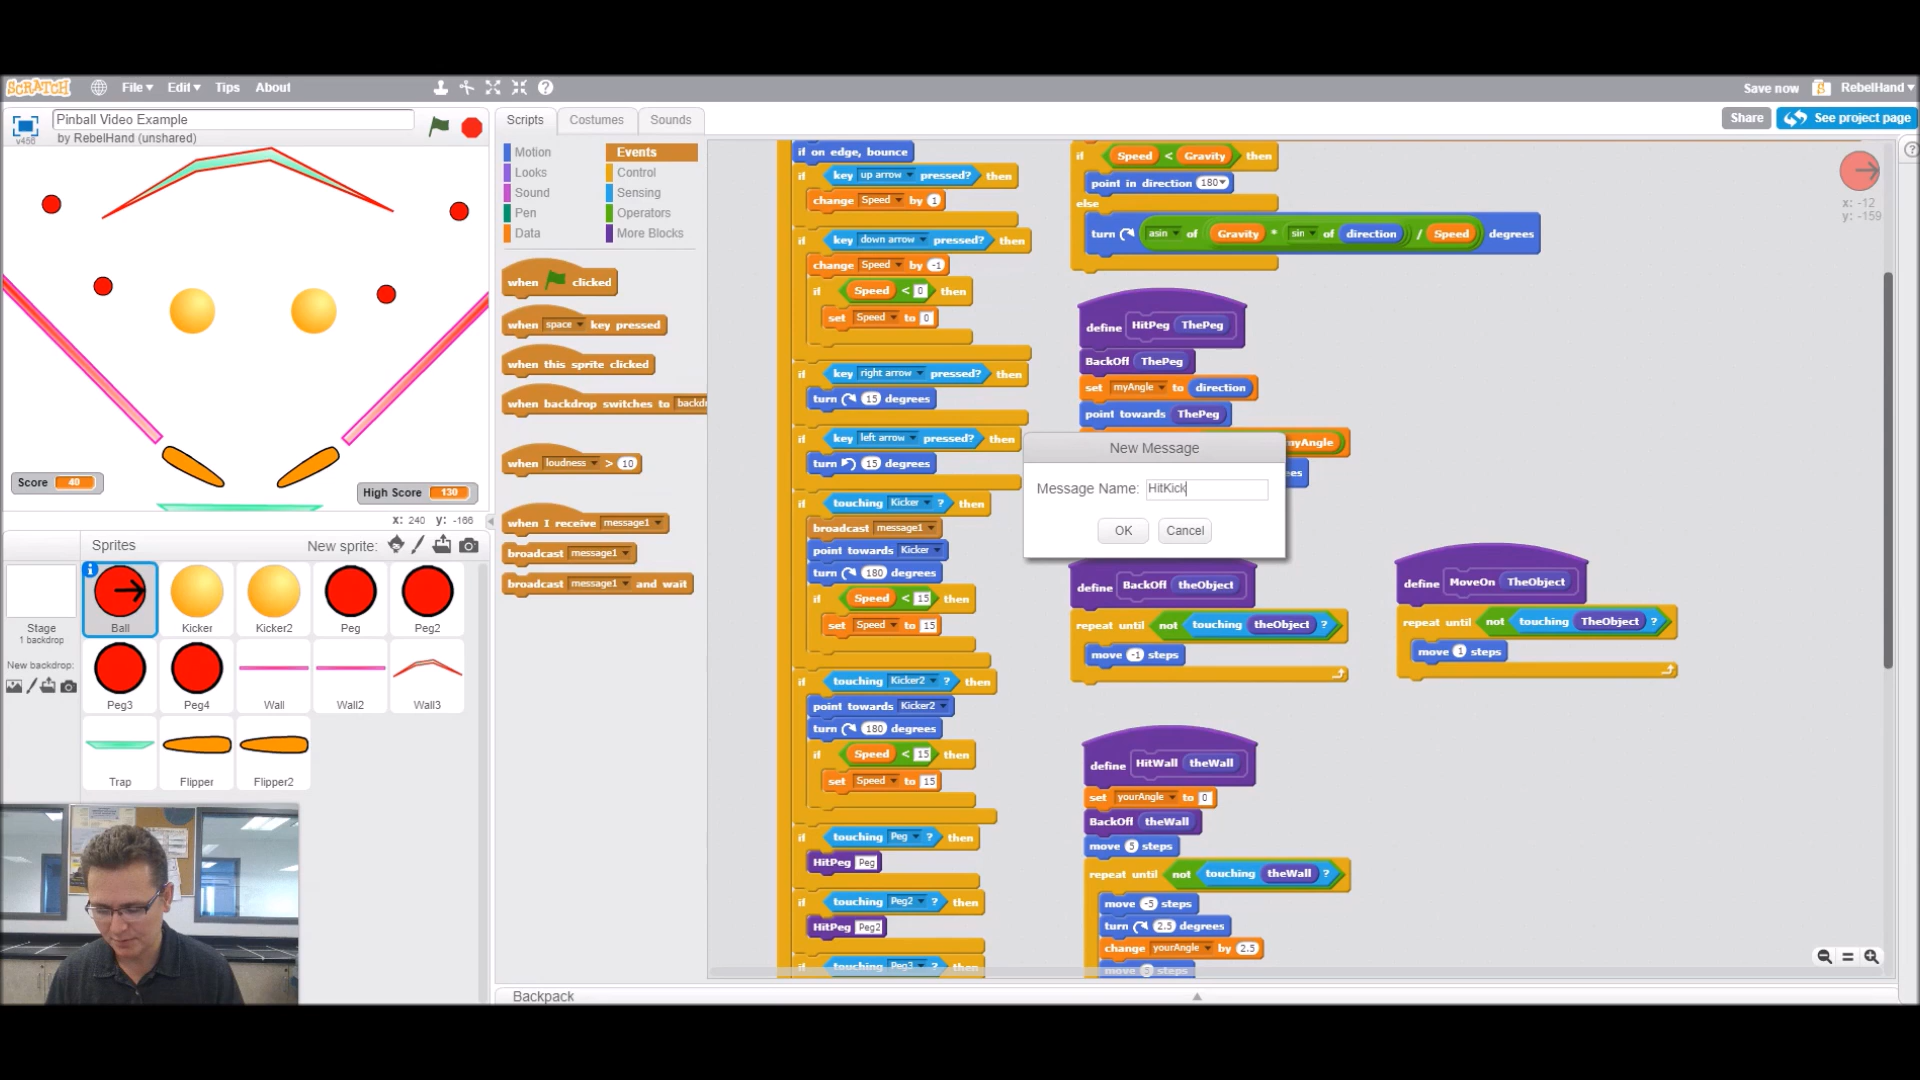 SCRATCH File Edit Tips About Save now RebelHand
Pinball Video Example
by RebelHand (unshared)
v456
Scripts Costumes Sounds
Share See project page
Motion
Looks
Sound
Pen
Data
Events
Control
Sensing
Operators
More Blocks
when clicked
when space key pressed
when this sprite clicked
when backdrop switches to
when loudness > 10
when I receive message1
broadcast message1
broadcast message1 and wait
Score 40
High Score 130
x: 240 y: -166
Sprites New sprite:
Stage
1 backdrop
New backdrop:
Ball Kicker Kicker2 Peg Peg2
Peg3 Peg4 Wall Wall2 Wall3
Trap Flipper Flipper2
if on edge, bounce
if key up arrow pressed? then
change Speed by 1
if key down arrow pressed? then
change Speed by -1
if Speed < 0 then
set Speed to 0
if key right arrow pressed? then
turn 15 degrees
if key left arrow pressed? then
turn 15 degrees
if touching Kicker ? then
broadcast message1
point towards Kicker
turn 180 degrees
if Speed < 15 then
set Speed to 15
if touching Kicker2 ? then
point towards Kicker2
turn 180 degrees
if Speed < 15 then
set Speed to 15
if touching Peg ? then
HitPeg Peg
if touching Peg2 ? then
HitPeg Peg2
if touching Peg3 ? then
if Speed < Gravity then
point in direction 180
else
turn asin of Gravity * sin of direction / Speed degrees
define HitPeg ThePeg
BackOff ThePeg
set myAngle to direction
point towards ThePeg
myAngle
New Message
Message Name: HitKick
OK Cancel
define BackOff theObject
repeat until not touching theObject ?
move -1 steps
define MoveOn TheObject
repeat until not touching TheObject ?
move 1 steps
define HitWall theWall
set yourAngle to 0
BackOff theWall
move 5 steps
repeat until not touching theWall ?
move -5 steps
turn 2.5 degrees
change yourAngle by 2.5
move 5 steps
x: -12
y: -159
Backpack